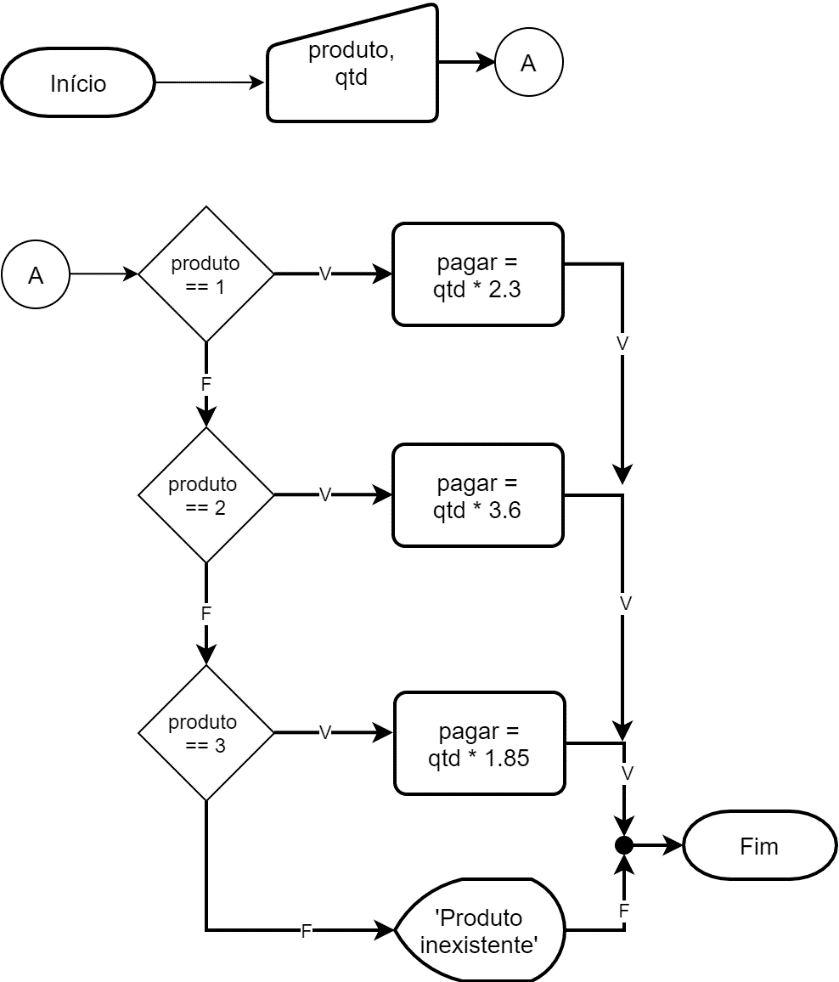 Início
produto,
qtd
A
A
produto
== 1
V
pagar =
qtd * 2.3
V
F
produto
== 2
V
pagar =
qtd * 3.6
V
F
produto
== 3
V
pagar =
qtd * 1.85
V
Fim
F
'Produto
inexistente'
F